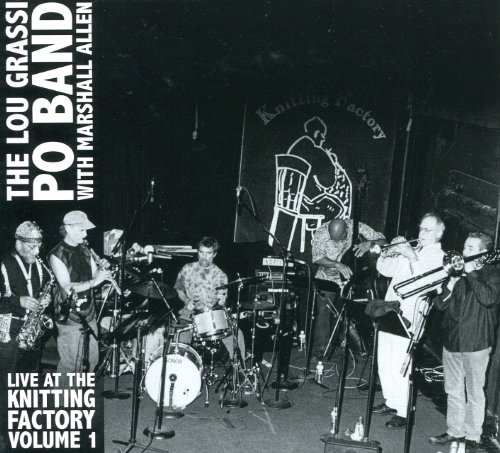 THE LOU GRASSI
PO BAND
WITH MARSHALL ALLEN
Knitting Factory
LIVE AT THE
KNITTING
FACTORY
VOLUME 1